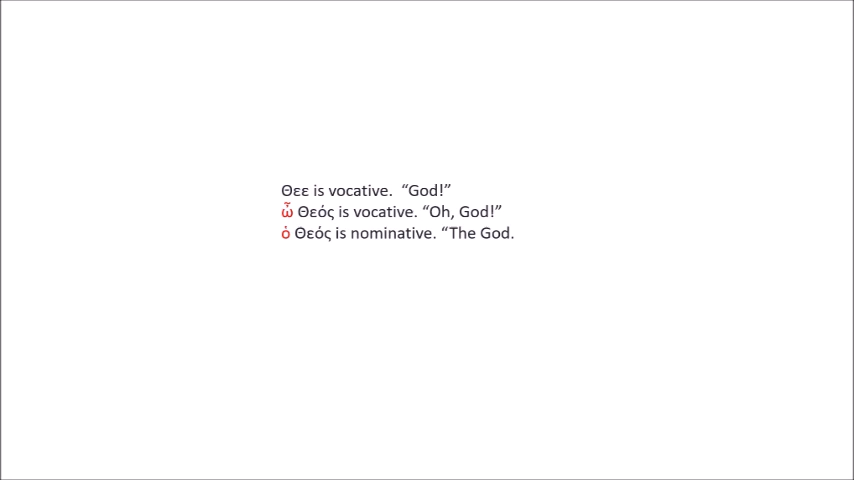 Θεε is vocative.  “God!”
ὦ Θεός is vocative. “Oh, God!”
ὁ Θεός is nominative. “The God.